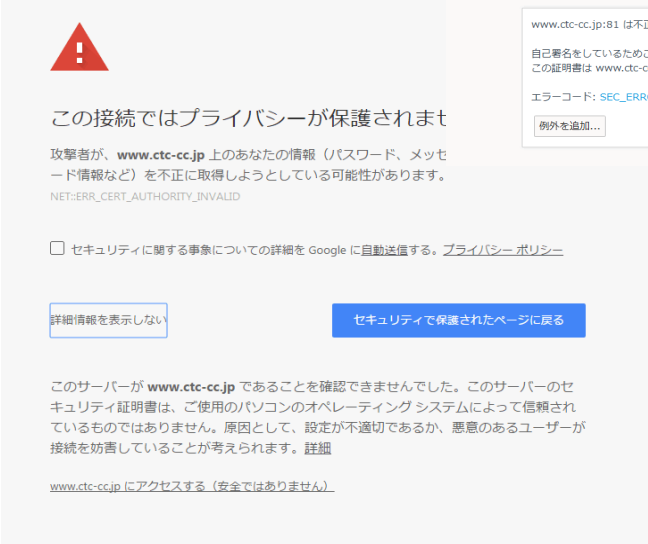 この接続ではプライバシーが保護されませ
攻撃者が、www.ctc-cc.jp 上のあなたの情報（パスワード、メッセ
ード情報など）を不正に取得しようとしている可能性があります。
NET::ERR_CERT_AUTHORITY_INVALID
セキュリティに関する事象についての詳細を Google に自動送信する。プライバシー ポリシー
詳細情報を表示しない
セキュリティで保護されたページに戻る
このサーバーが www.ctc-cc.jp であることを確認できませんでした。このサーバーのセ
キュリティ証明書は、ご使用のパソコンのオペレーティング システムによって信頼され
ているものではありません。原因として、設定が不適切であるか、悪意のあるユーザーが
接続を妨害していることが考えられます。詳細
www.ctc-cc.jp にアクセスする（安全ではありません）
www.ctc-cc.jp:81 は不正
自己署名をしているためこ
この証明書は www.ctc-c
エラーコード: SEC_ERRO
例外を追加...